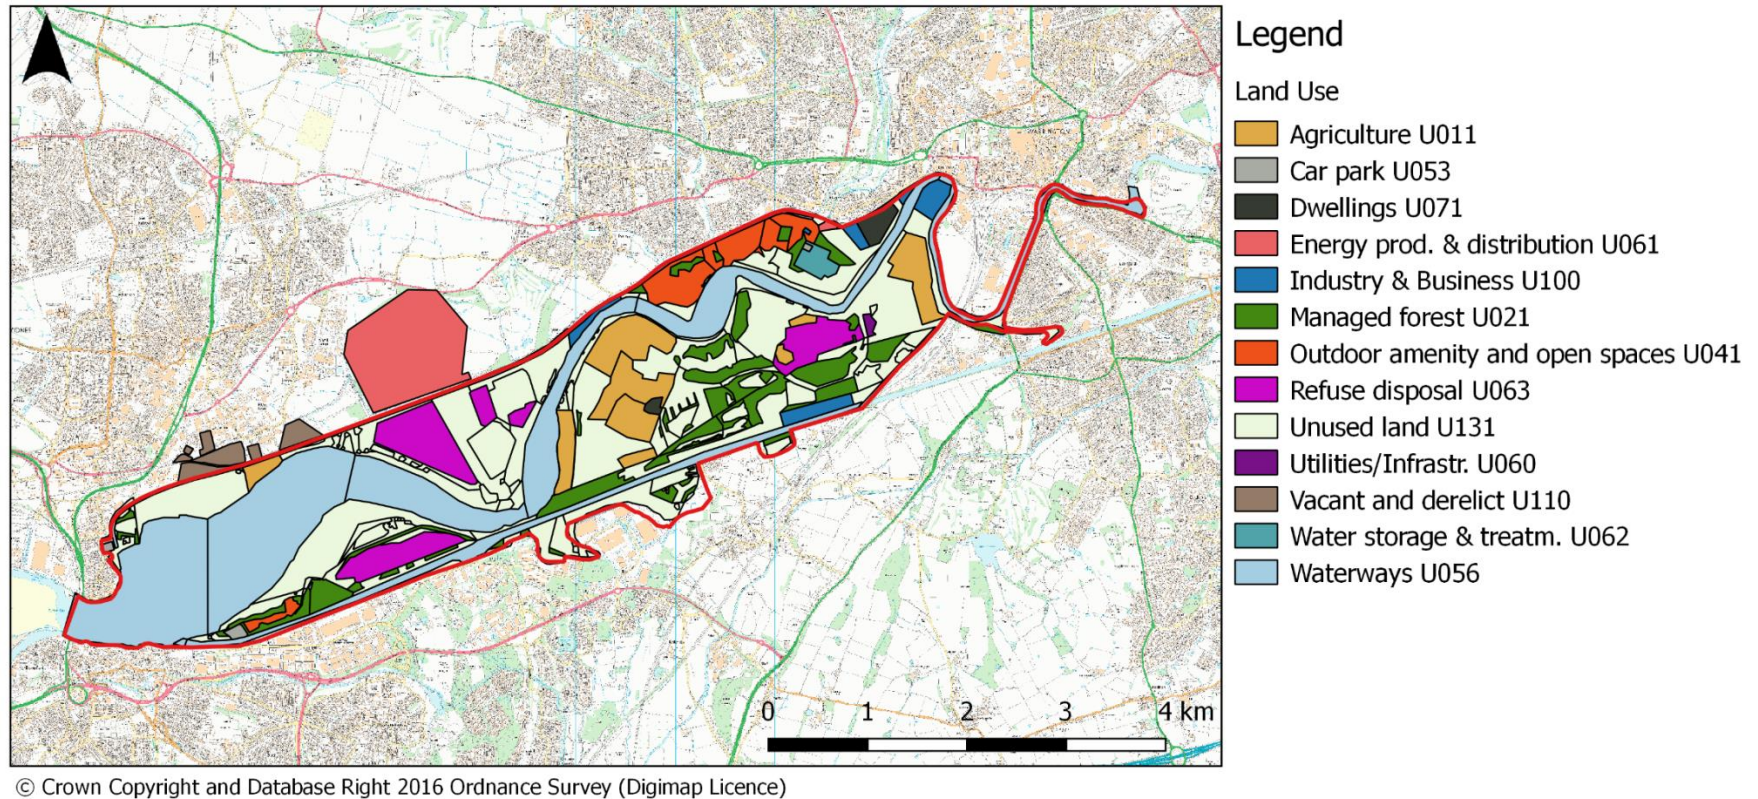 Legend
Land Use
Agriculture U011
Car park U053
Dwellings U071
Energy prod. & distribution U061
Industry & Business U100
Managed forest U021
Outdoor amenity and open spaces U041
Refuse disposal U063
Unused land U131
Utilities/Infrastr. U060
Vacant and derelict U110
Water storage & treatm. U062
Waterways U056
0 1 2 3 4 km
© Crown Copyright and Database Right 2016 Ordnance Survey (Digimap Licence)